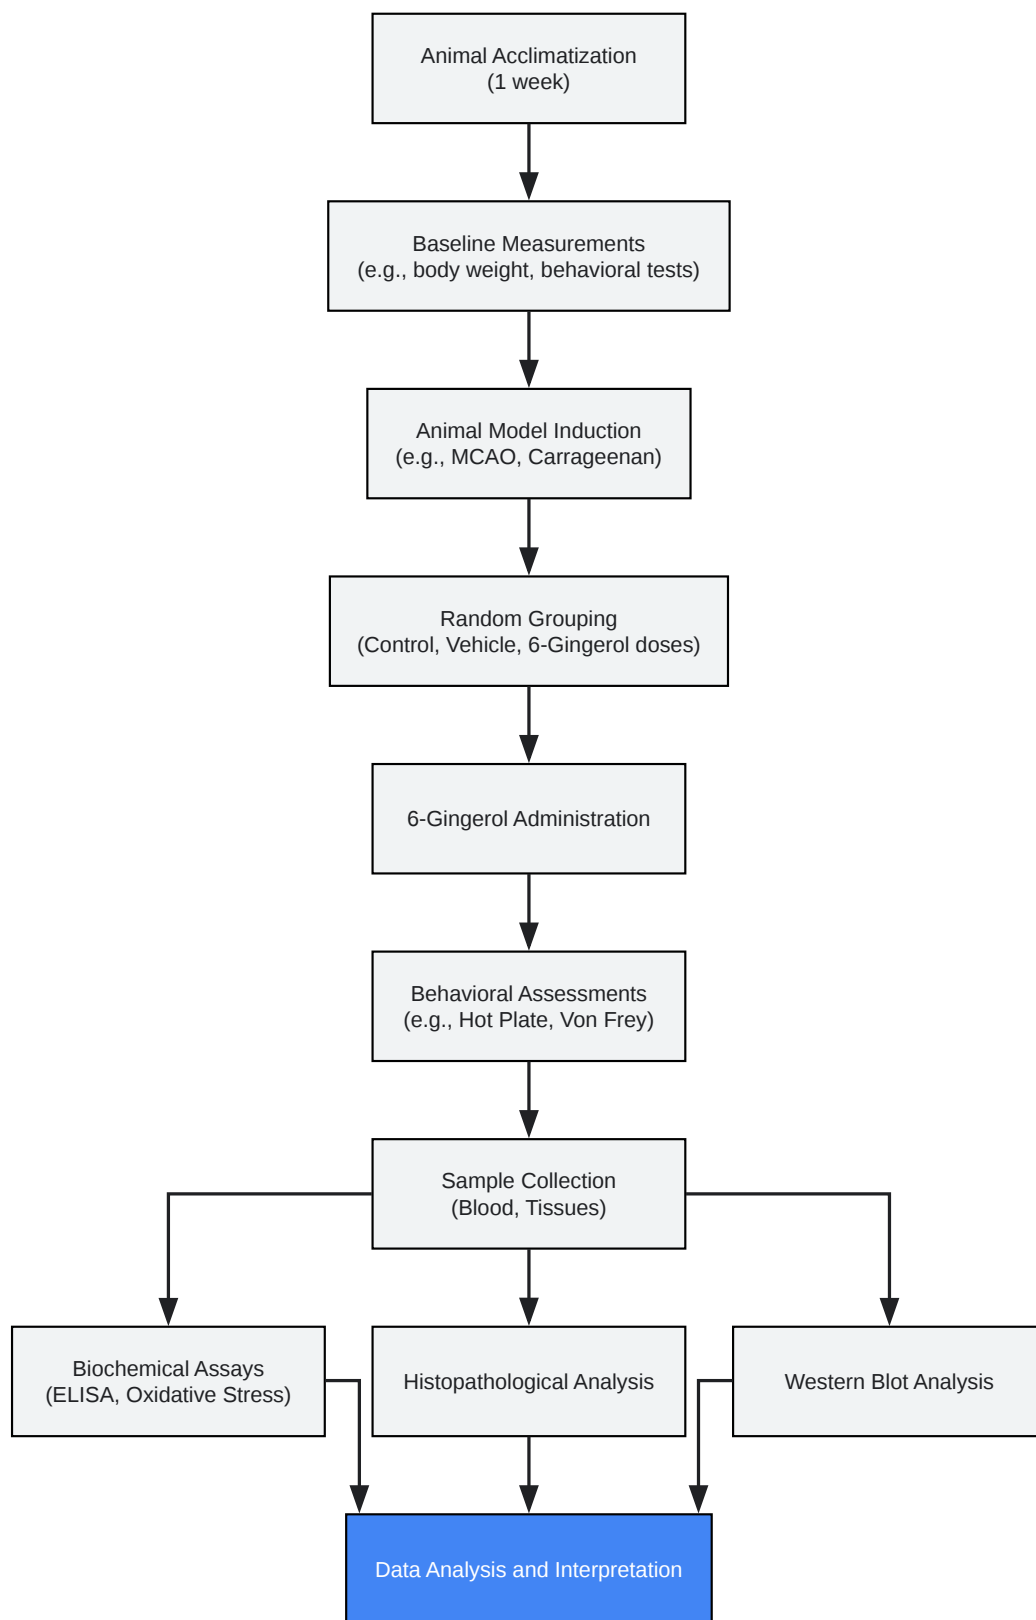 Animal Acclimatization
(1 week)
Baseline Measurements
(e.g., body weight, behavioral tests)
Animal Model Induction
(e.g., MCAO, Carrageenan)
Random Grouping
(Control, Vehicle, 6-Gingerol doses)
6-Gingerol Administration
Behavioral Assessments
(e.g., Hot Plate, Von Frey)
Sample Collection
(Blood, Tissues)
Biochemical Assays
(ELISA, Oxidative Stress)
Histopathological Analysis
Western Blot Analysis
Data Analysis and Interpretation